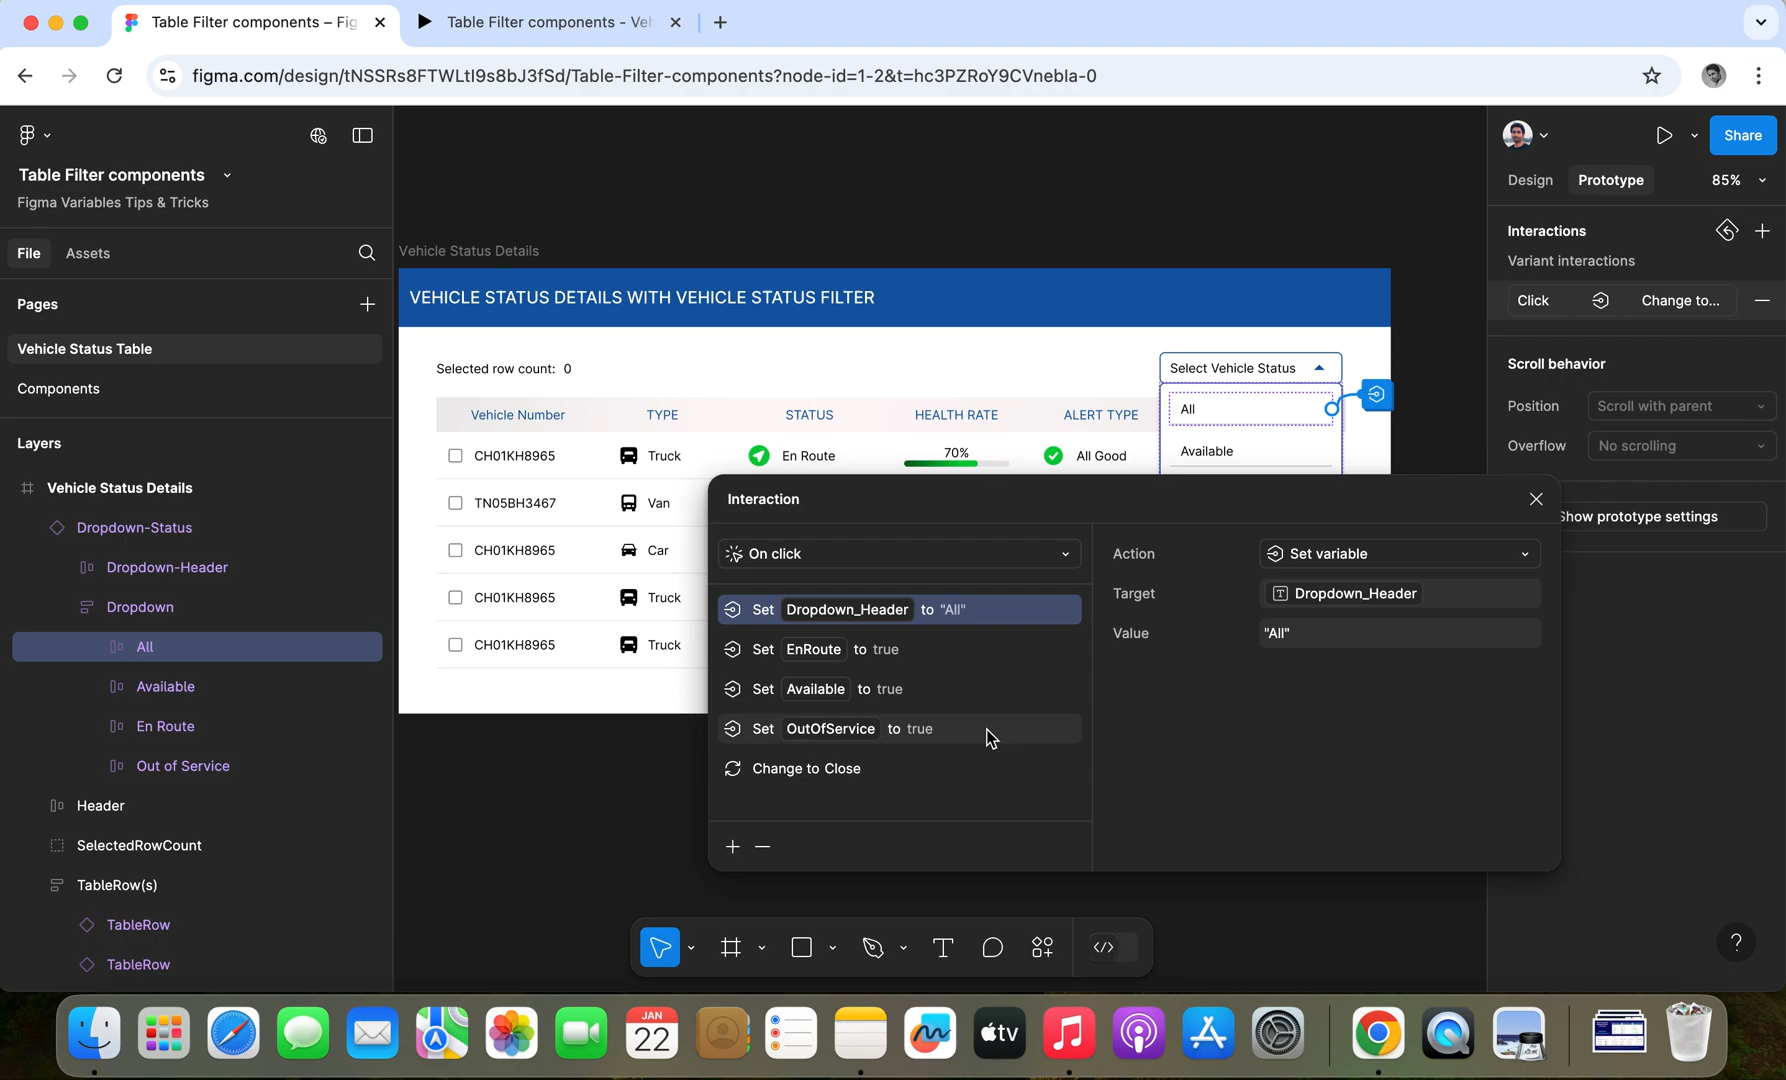 Table Filter components – Fig
Table Filter components - Veh
figma.com/design/tNSSRs8FTWLtI9s8bJ3fSd/Table-Filter-components?node-id=1-2&t=hc3PZRoY9CVnebla-0
Table Filter components
Figma Variables Tips & Tricks
File
Assets
Pages
Vehicle Status Table
Components
Layers
Vehicle Status Details
Dropdown-Status
Dropdown-Header
Dropdown
All
Available
En Route
Out of Service
Header
SelectedRowCount
TableRow(s)
TableRow
TableRow
Vehicle Status Details
VEHICLE STATUS DETAILS WITH VEHICLE STATUS FILTER
Selected row count: 0
Select Vehicle Status
Vehicle Number TYPE STATUS HEALTH RATE ALERT TYPE
All
Available
CH01KH8965 Truck En Route 70% All Good
TN05BH3467 Van
CH01KH8965 Car
CH01KH8965 Truck
CH01KH8965 Truck
Interaction
On click
Set Dropdown_Header to "All"
Set EnRoute to true
Set Available to true
Set OutOfService to true
Change to Close
Action Set variable
Target Dropdown_Header
Value "All"
Share
Design
Prototype
85%
Interactions
Variant interactions
Click Change to...
Scroll behavior
Position Scroll with parent
Overflow No scrolling
Show prototype settings
?
JAN
22
tv